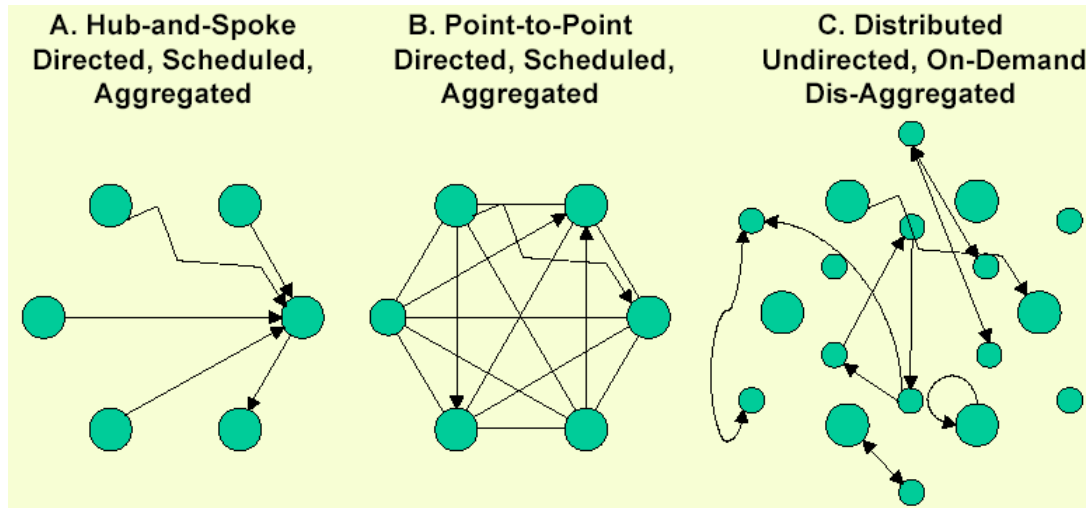 A. Hub-and-Spoke
Directed, Scheduled,
Aggregated
B. Point-to-Point
Directed, Scheduled,
Aggregated
C. Distributed
Undirected, On-Demand
Dis-Aggregated